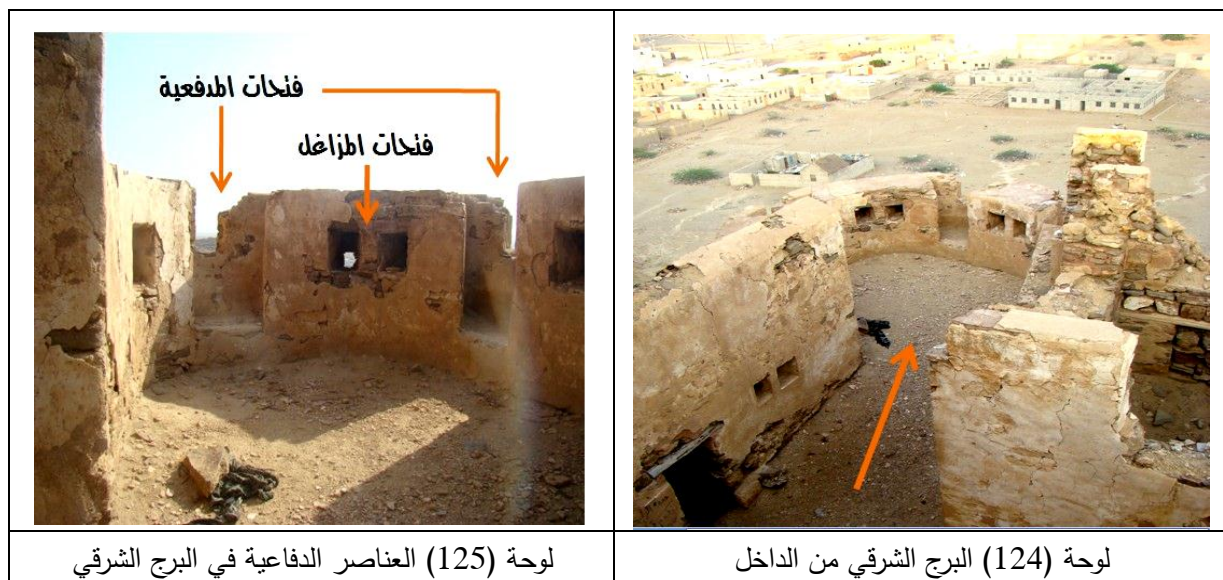 فتحات المدفعية
فتحات المزاغل
لوحة (124) البرج الشرقي من الداخل
لوحة (125) العناصر الدفاعية في البرج الشرقي